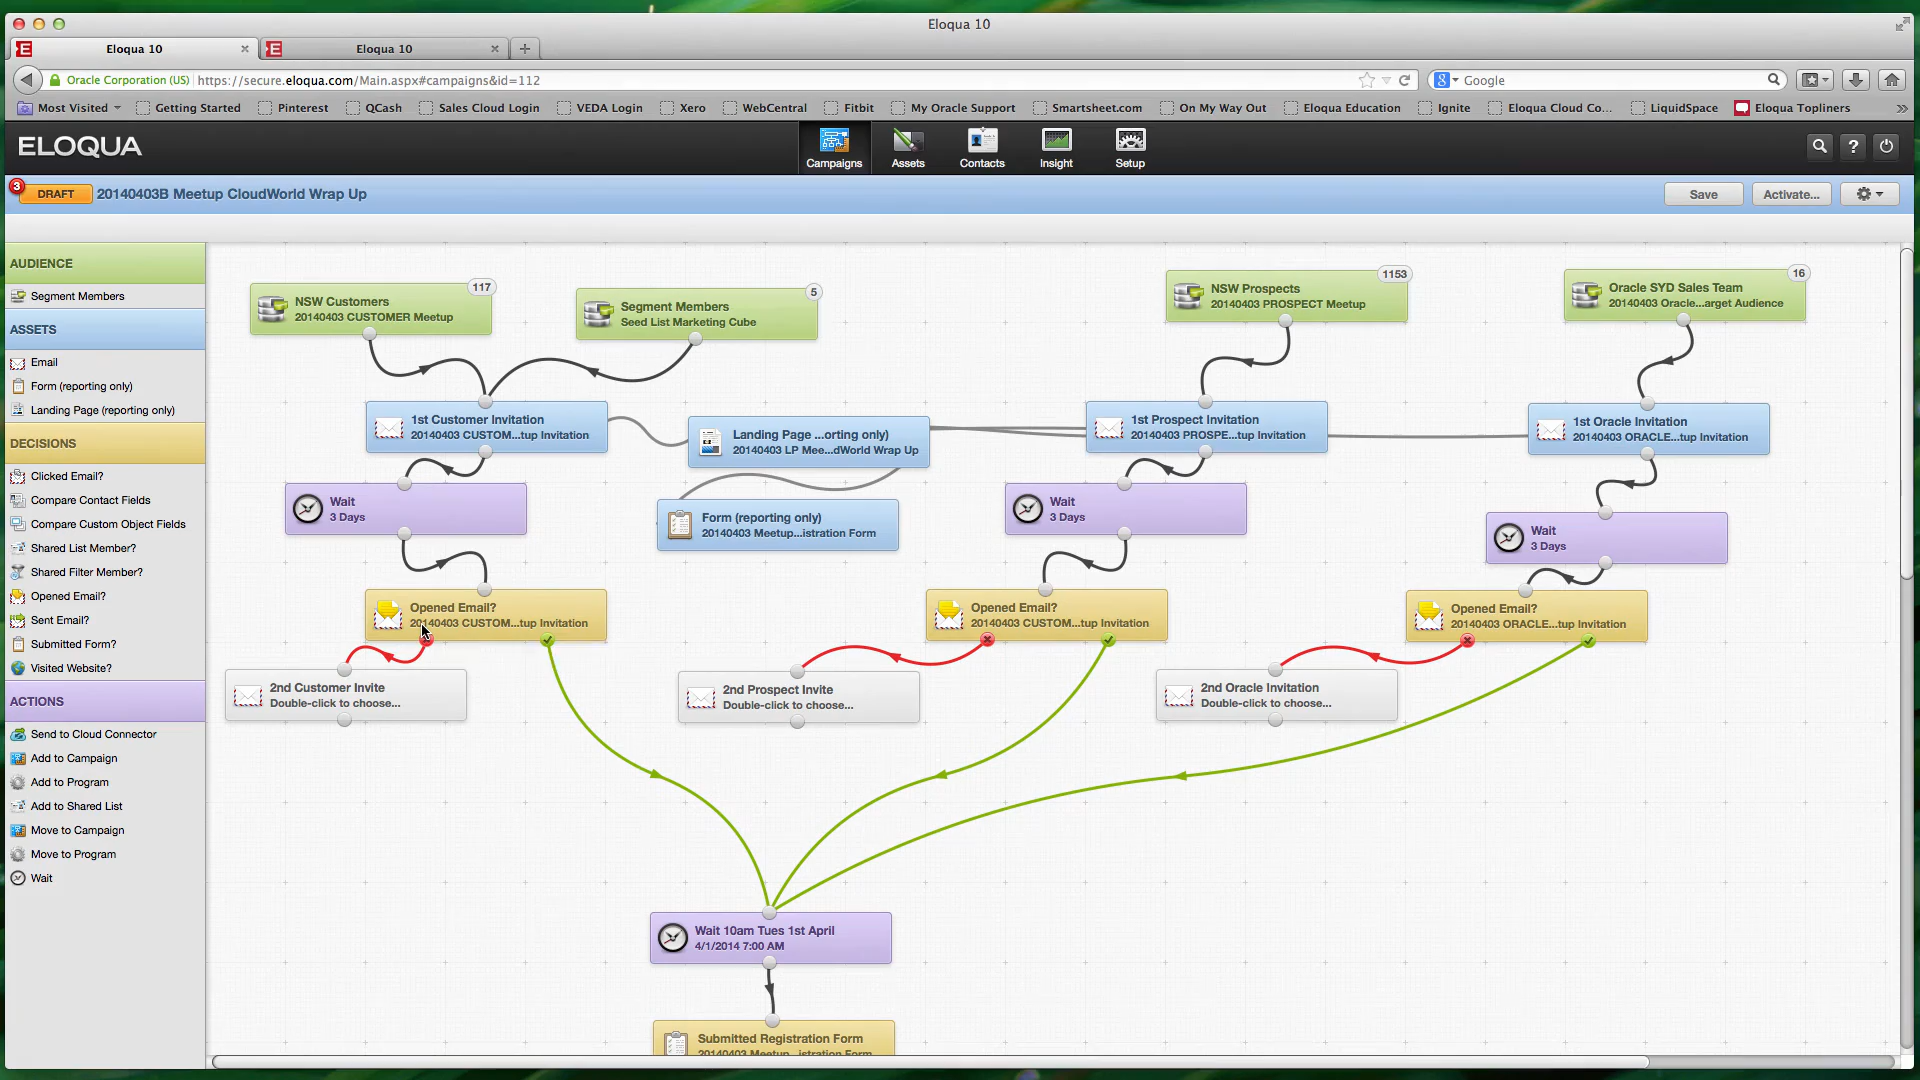 Eloqua 10
Eloqua 10
Eloqua 10
Oracle Corporation (US)
https://secure.eloqua.com/Main.aspx#campaigns&id=112
Google
Most Visited
Getting Started
Pinterest
QCash
Sales Cloud Login
VEDA Login
Xero
WebCentral
Fitbit
My Oracle Support
Smartsheet.com
On My Way Out
Eloqua Education
Ignite
Eloqua Cloud Co...
LiquidSpace
Eloqua Topliners
ELOQUA
Campaigns
Assets
Contacts
Insight
Setup
?
3
DRAFT
20140403B Meetup CloudWorld Wrap Up
Save
Activate...
AUDIENCE
Segment Members
ASSETS
Email
Form (reporting only)
Landing Page (reporting only)
DECISIONS
Clicked Email?
Compare Contact Fields
Compare Custom Object Fields
Shared List Member?
Shared Filter Member?
Opened Email?
Sent Email?
Submitted Form?
Visited Website?
ACTIONS
Send to Cloud Connector
Add to Campaign
Add to Program
Add to Shared List
Move to Campaign
Move to Program
Wait
117
NSW Customers
20140403 CUSTOMER Meetup
5
Segment Members
Seed List Marketing Cube
1153
NSW Prospects
20140403 PROSPECT Meetup
16
Oracle SYD Sales Team
20140403 Oracle...arget Audience
1st Customer Invitation
20140403 CUSTOM...tup Invitation
Landing Page ...orting only)
20140403 LP Mee...dWorld Wrap Up
1st Prospect Invitation
20140403 PROSPE...tup Invitation
1st Oracle Invitation
20140403 ORACLE...tup Invitation
Wait
3 Days
Form (reporting only)
20140403 Meetup...istration Form
Wait
3 Days
Wait
3 Days
Opened Email?
20140403 CUSTOM...tup Invitation
Opened Email?
20140403 CUSTOM...tup Invitation
Opened Email?
20140403 ORACLE...tup Invitation
2nd Customer Invite
Double-click to choose...
2nd Prospect Invite
Double-click to choose...
2nd Oracle Invitation
Double-click to choose...
Wait 10am Tues 1st April
4/1/2014 7:00 AM
Submitted Registration Form
20140403 Meetup...istration Form